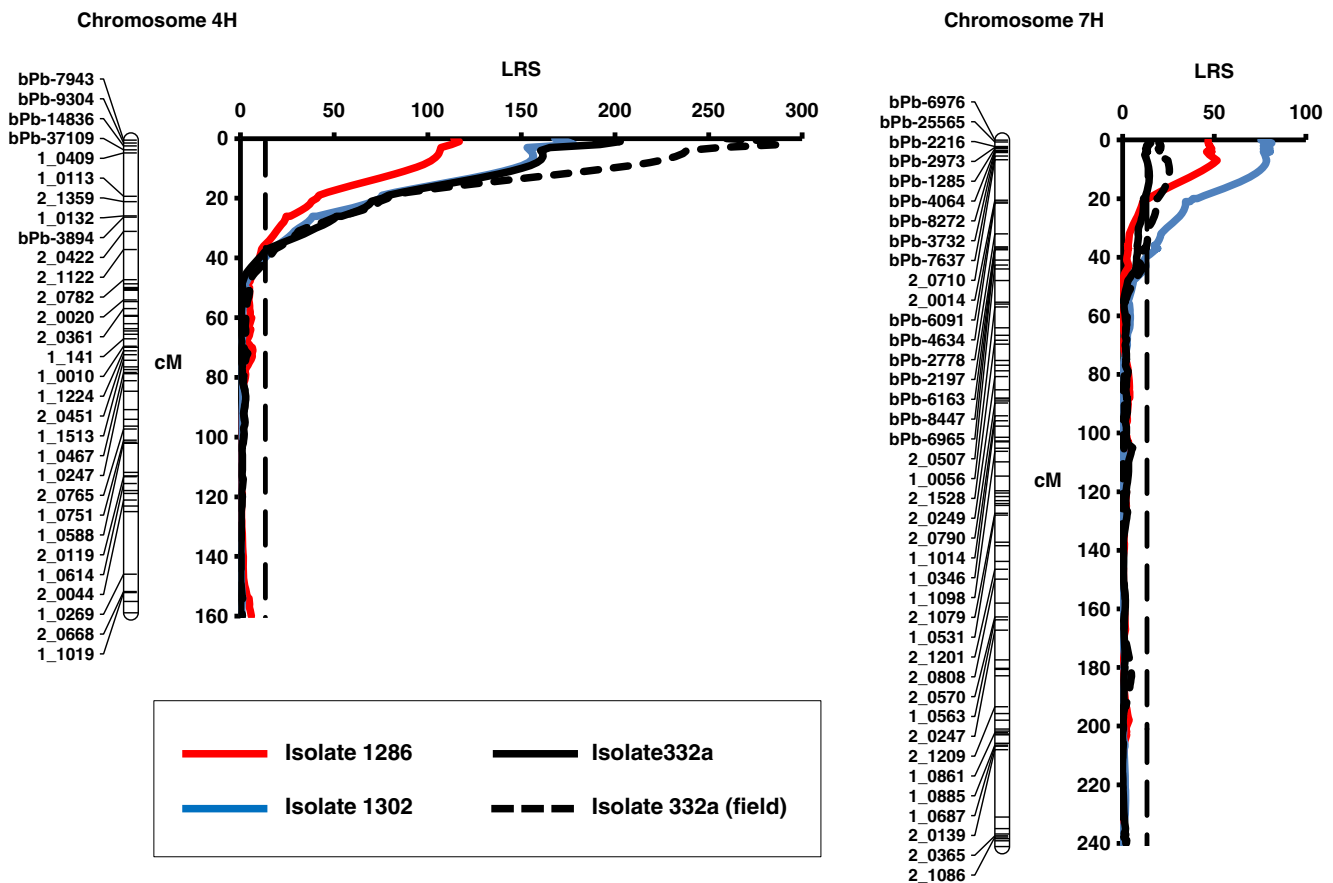 Chromosome 4H
LRS
0 50 100 150 200 250 300
0
20
40
60
80
100
120
140
160
cM
bPb-7943
bPb-9304
bPb-14836
bPb-37109
1_0409
1_0113
2_1359
1_0132
bPb-3894
2_0422
2_1122
2_0782
2_0020
2_0361
1_141
1_0010
1_1224
2_0451
1_1513
1_0467
1_0247
2_0765
1_0751
1_0588
2_0119
1_0614
2_0044
1_0269
2_0668
1_1019
Chromosome 7H
LRS
0 50 100
0
20
40
60
80
100
120
140
160
180
200
220
240
cM
bPb-6976
bPb-25565
bPb-2216
bPb-2973
bPb-1285
bPb-4064
bPb-8272
bPb-3732
bPb-7637
2_0710
2_0014
bPb-6091
bPb-4634
bPb-2778
bPb-2197
bPb-6163
bPb-8447
bPb-6965
2_0507
1_0056
2_1528
2_0249
2_0790
1_1014
1_0346
1_1098
2_1079
1_0531
2_1201
2_0808
2_0570
1_0563
2_0247
2_1209
1_0861
1_0885
1_0687
2_0139
2_0365
2_1086
Isolate 1286
Isolate332a
Isolate 1302
Isolate 332a (field)